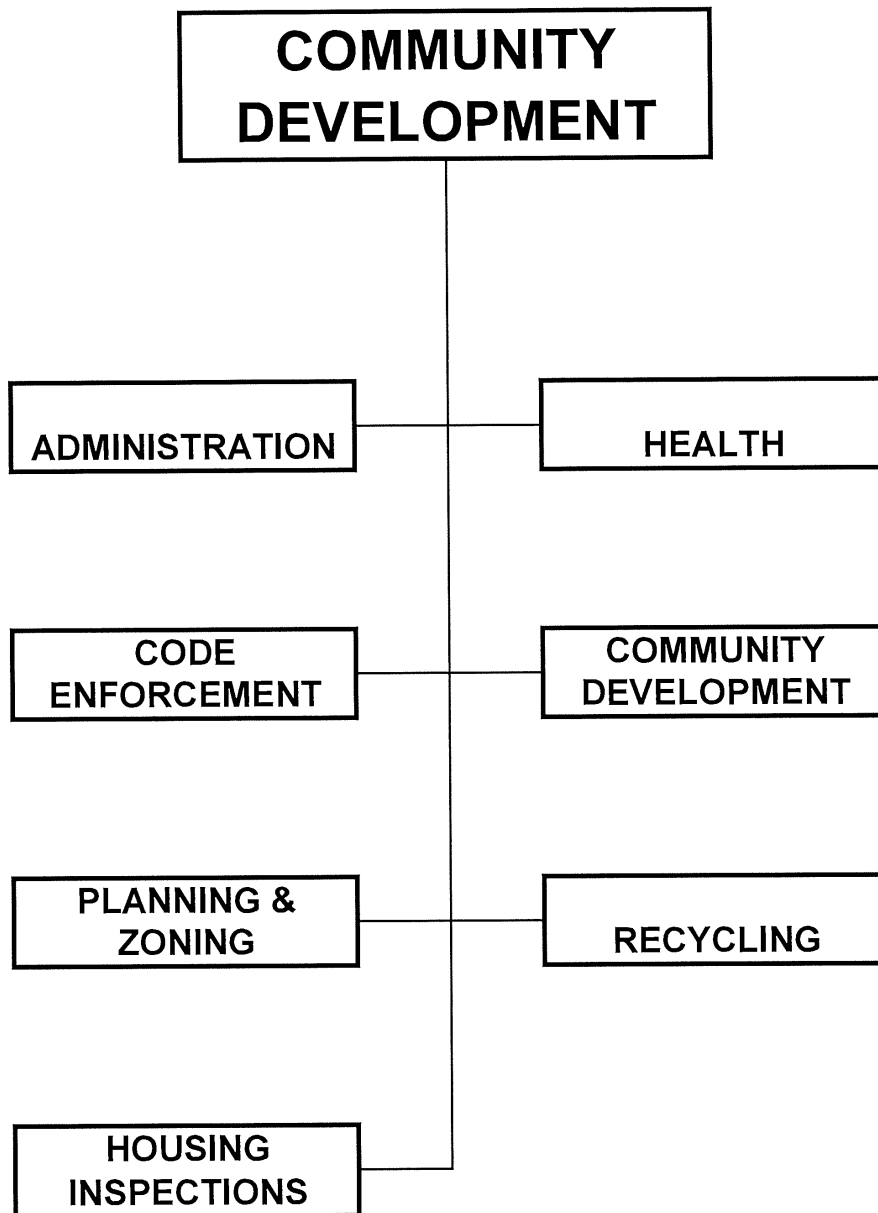 COMMUNITY
DEVELOPMENT
ADMINISTRATION
HEALTH
CODE
ENFORCEMENT
COMMUNITY
DEVELOPMENT
PLANNING &
ZONING
RECYCLING
HOUSING
INSPECTIONS